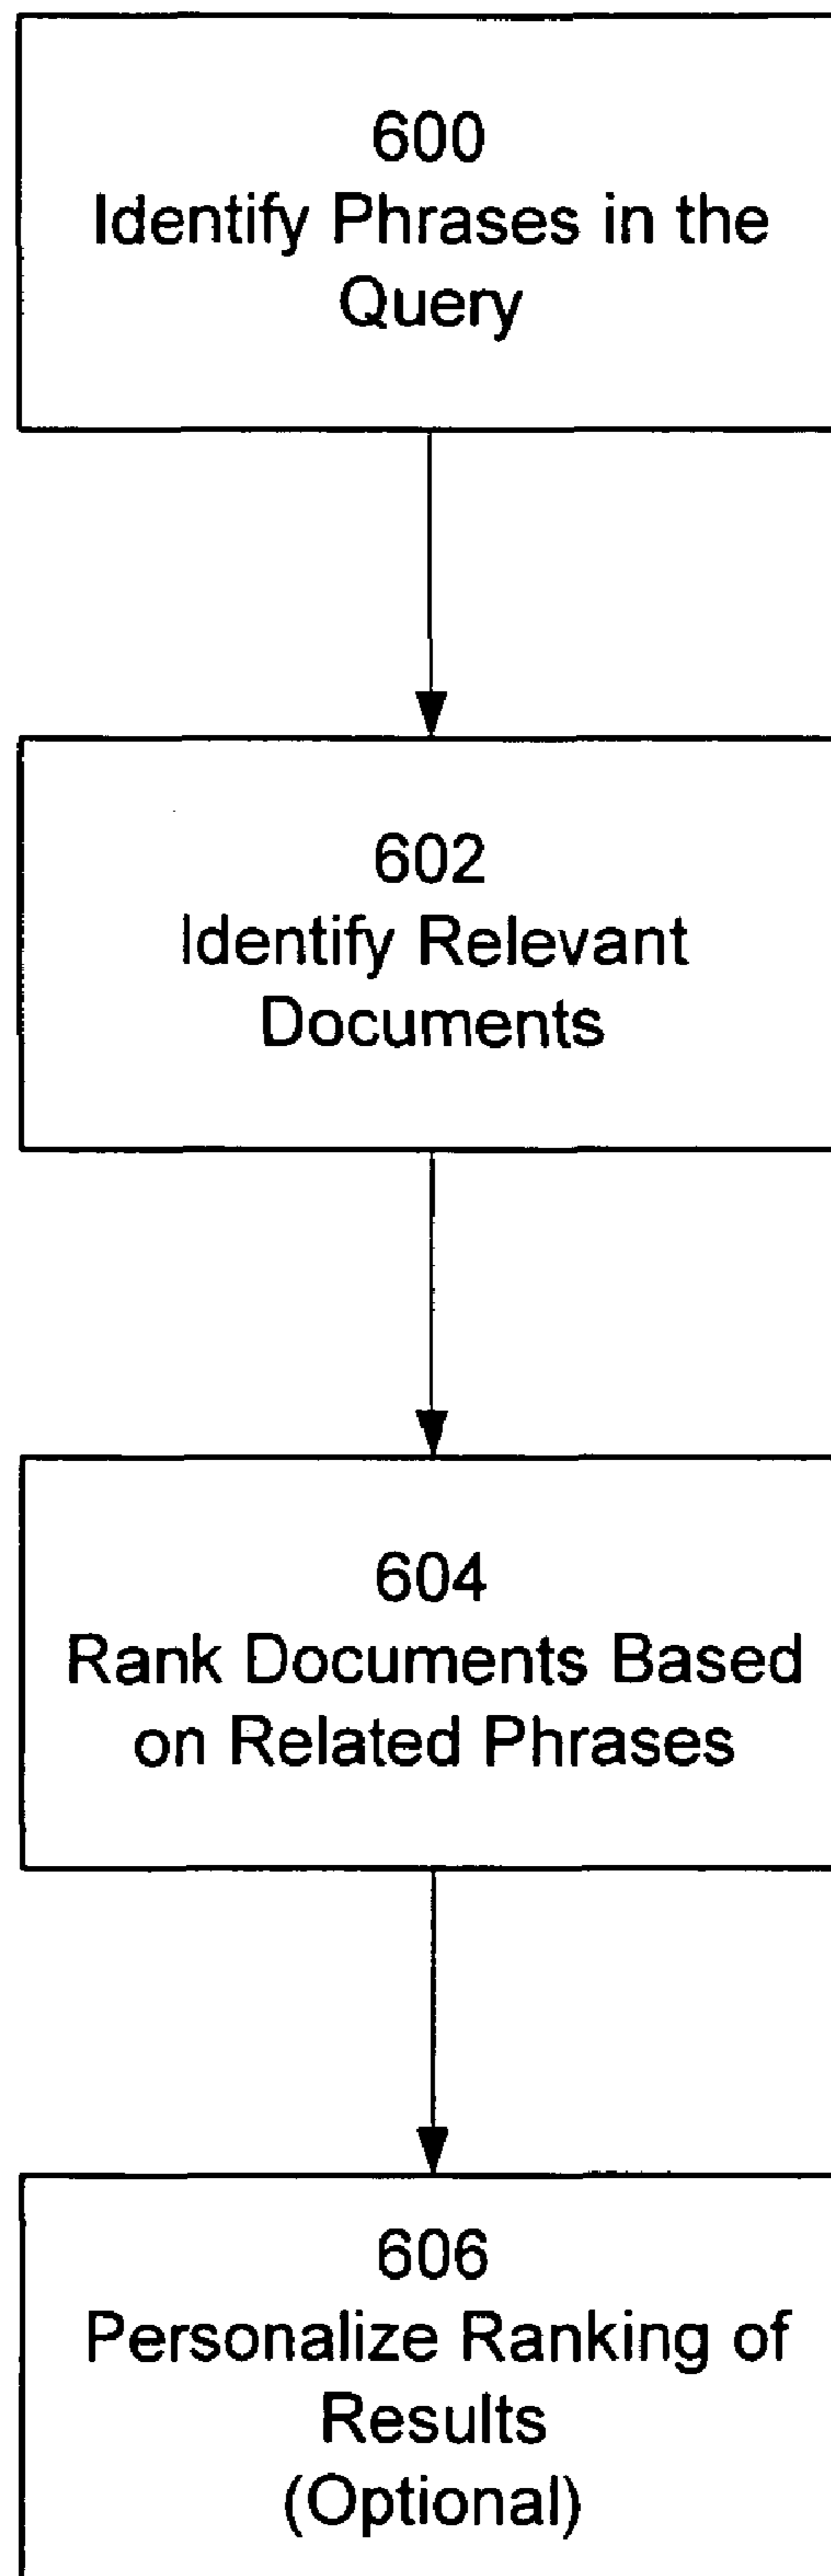 600
Identify Phrases in the
Query
602
Identify Relevant
Documents
604
Rank Documents Based
on Related Phrases
606
Personalize Ranking of
Results
(Optional)